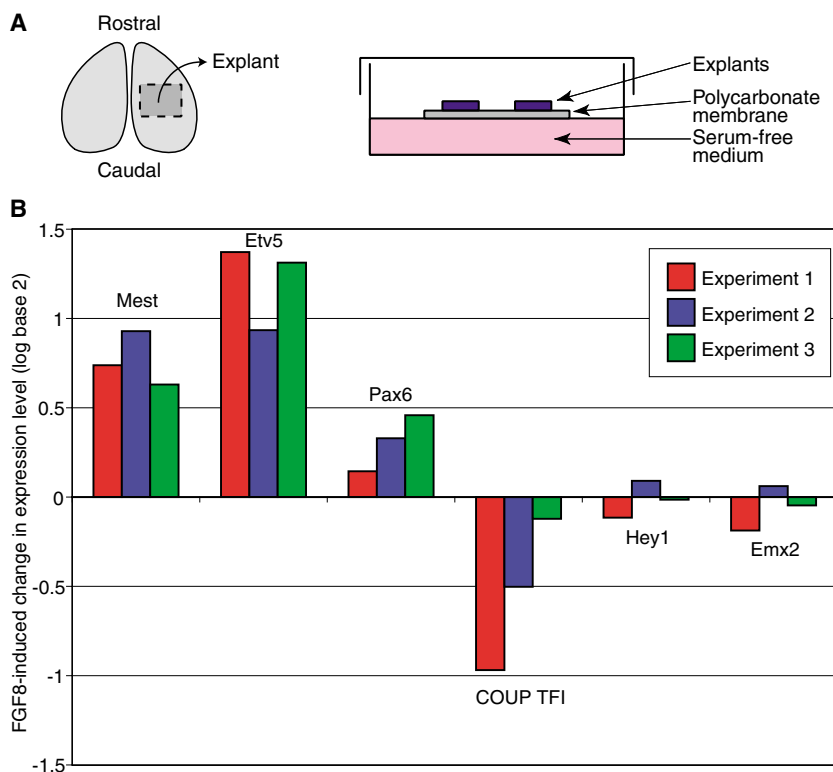 A
Rostral
Explant
Caudal
Explants
Polycarbonate
membrane
Serum-free
medium
B
FGF8-induced change in expression level (log base 2)
1.5
1
0.5
0
-0.5
-1
-1.5
Mest
Etv5
Pax6
COUP TFI
Hey1
Emx2
Experiment 1
Experiment 2
Experiment 3